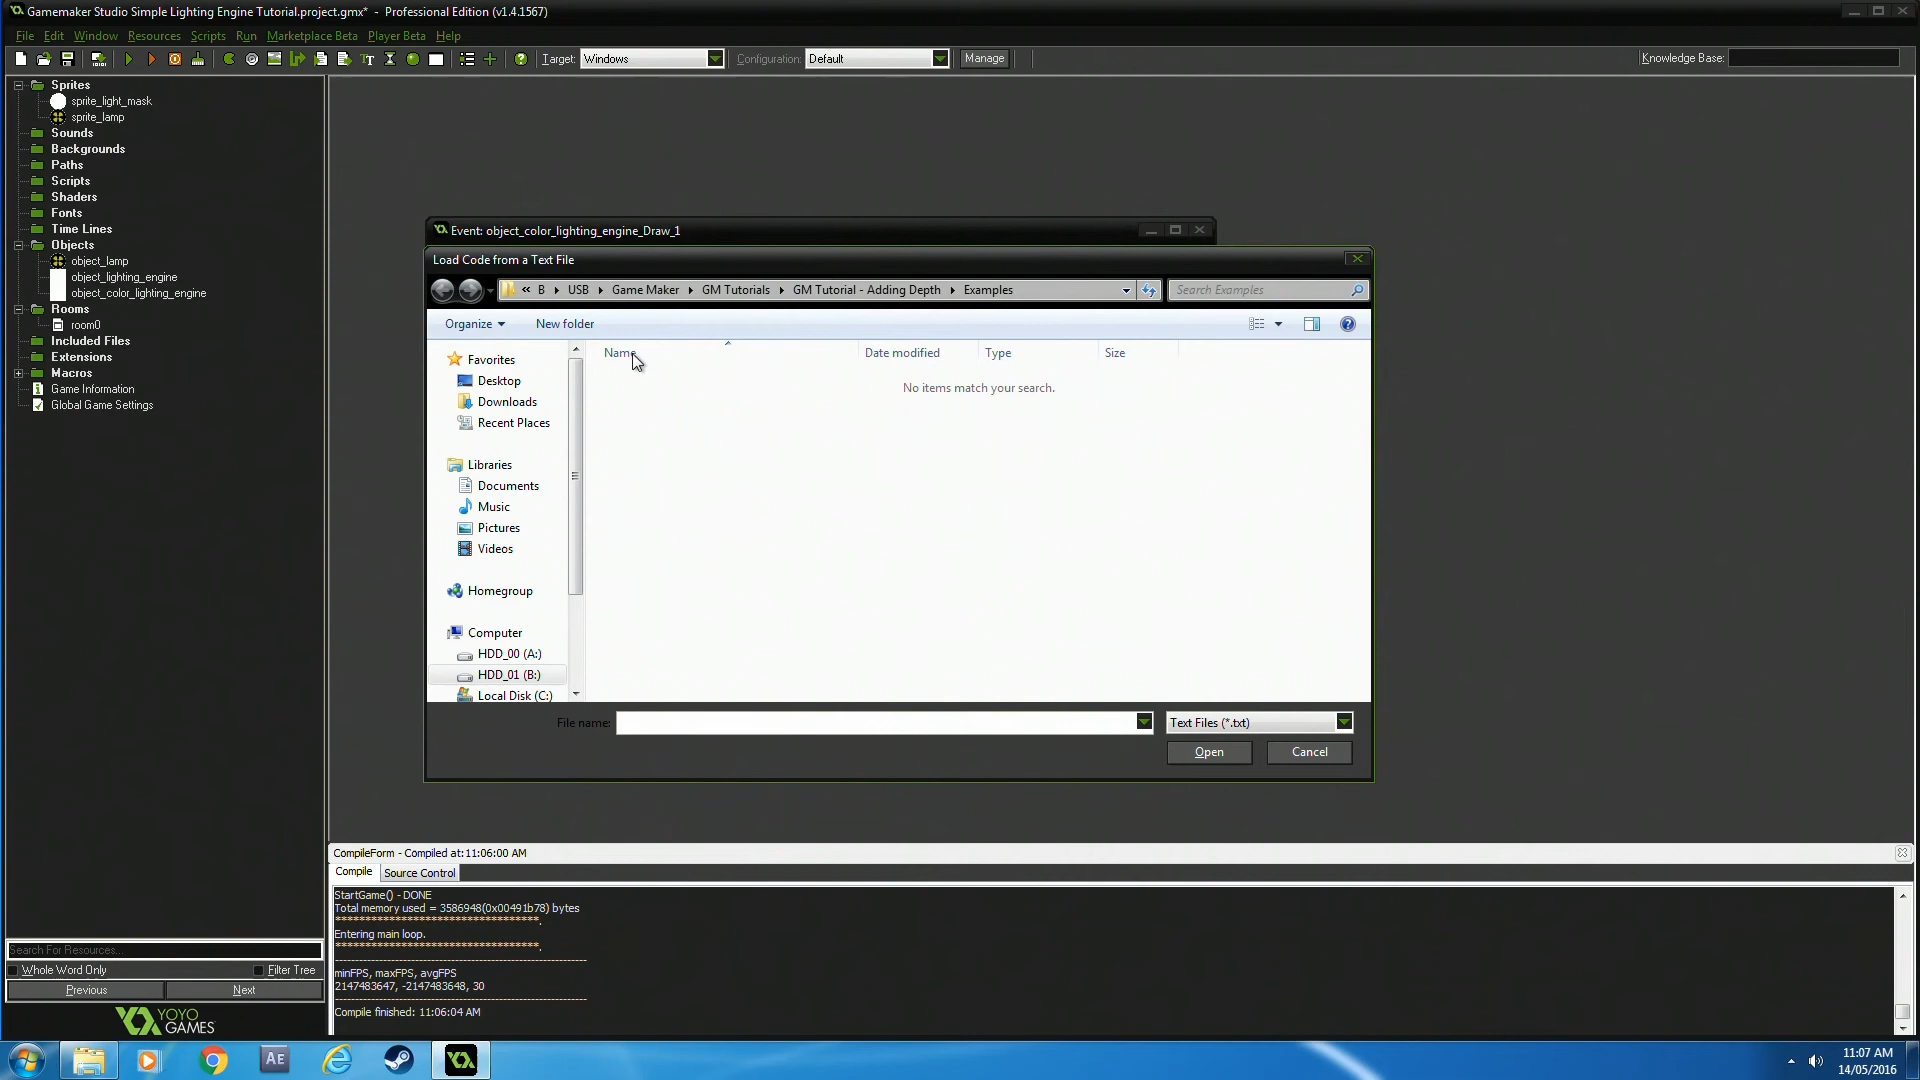 Gamemaker Studio Simple Lighting Engine Tutorial.project.gmx* - Professional Edition (v1.4.1567)
File Edit Window Resources Scripts Run Marketplace Beta Player Beta Help
Target: Windows Configuration: Default Manage Knowledge Base:
Sprites
sprite_light_mask
sprite_lamp
Sounds
Backgrounds
Paths
Scripts
Shaders
Fonts
Time Lines
Objects
object_lamp
object_lighting_engine
object_color_lighting_engine
Rooms
room0
Included Files
Extensions
Macros
Game Information
Global Game Settings
Search For Resources...
Whole Word Only Filter Tree
Previous Next
YOYO
GAMES
Event: object_color_lighting_engine_Draw_1
Load Code from a Text File
« B USB Game Maker GM Tutorials GM Tutorial - Adding Depth Examples Search Examples
Organize New folder
Name Date modified Type Size
No items match your search.
Favorites
Desktop
Downloads
Recent Places
Libraries
Documents
Music
Pictures
Videos
Homegroup
Computer
HDD_00 (A:)
HDD_01 (B:)
Local Disk (C:)
File name: Text Files (*.txt)
Open Cancel
CompileForm - Compiled at:11:06:00 AM
Compile Source Control
StartGame() - DONE
Total memory used = 3586948(0x00491b78) bytes
**********************************.
Entering main loop.
**********************************.
minFPS, maxFPS, avgFPS
2147483647, -2147483648, 30
Compile finished: 11:06:04 AM
AE
11:07 AM
14/05/2016